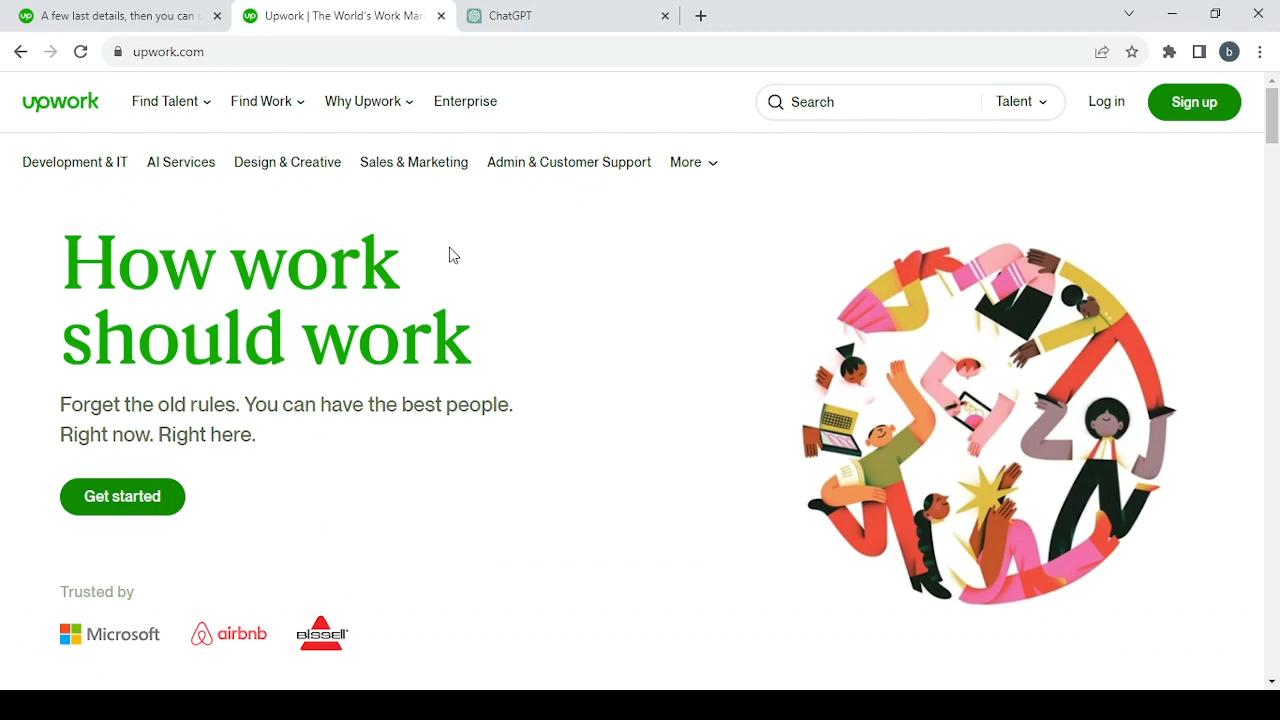 A few last details, then you can
Upwork | The World's Work Mar
ChatGPT
upwork.com
b
upwork
Find Talent
Find Work
Why Upwork
Enterprise
Search
Talent
Log in
Sign up
Development & IT
AI Services
Design & Creative
Sales & Marketing
Admin & Customer Support
More
How work
should work
Forget the old rules. You can have the best people.
Right now. Right here.
Get started
Trusted by
Microsoft
airbnb
BISSELL